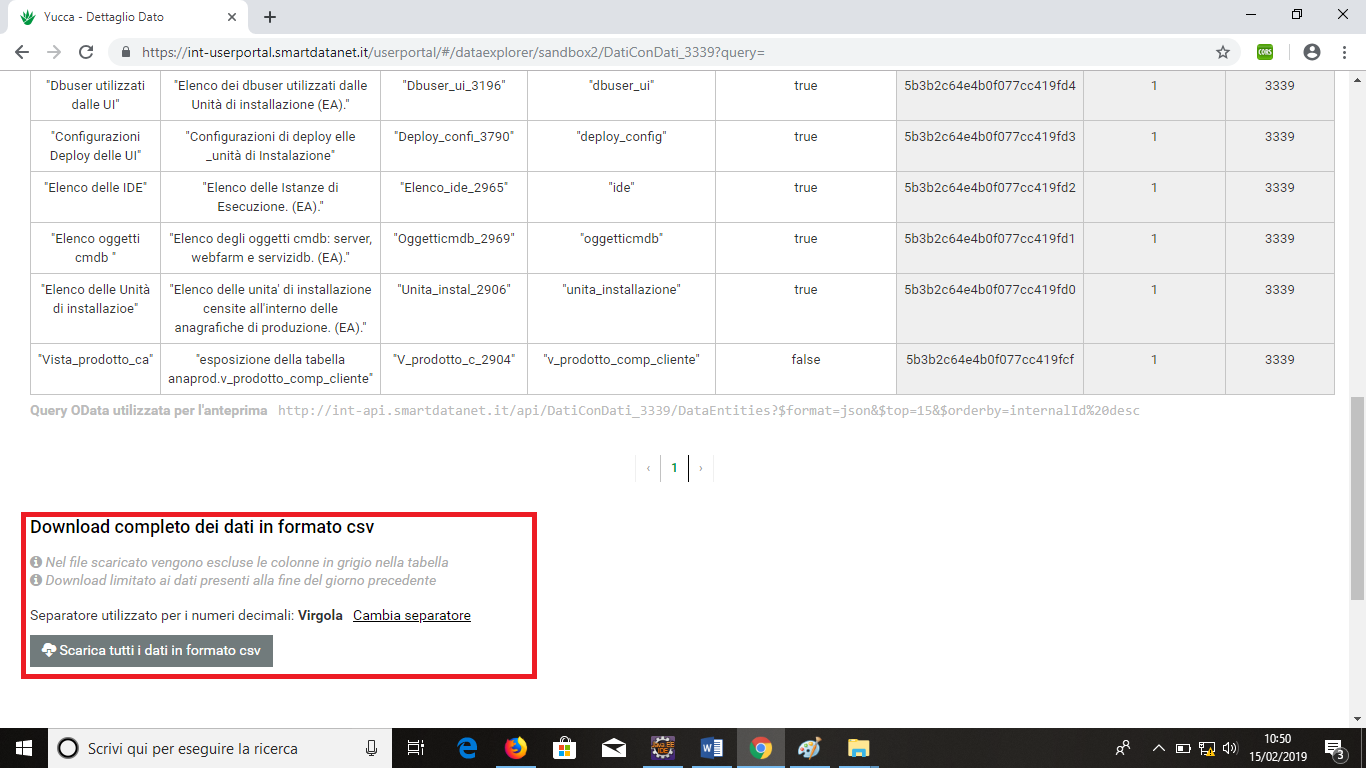 Yucca - Dettaglio Dato
https://int-userportal.smartdatanet.it/userportal/#/dataexplorer/sandbox2/DatiConDati_3339?query=
CORS
"Dbuser utilizzati dalle UI" "Elenco dei dbuser utilizzati dalle Unità di installazione (EA)." "Dbuser_ui_3196" "dbuser_ui" true 5b3b2c64e4b0f077cc419fd4 1 3339
"Configurazioni Deploy delle UI" "Configurazioni di deploy elle _unità di Instalazione" "Deploy_confi_3790" "deploy_config" true 5b3b2c64e4b0f077cc419fd3 1 3339
"Elenco delle IDE" "Elenco delle Istanze di Esecuzione. (EA)." "Elenco_ide_2965" "ide" true 5b3b2c64e4b0f077cc419fd2 1 3339
"Elenco oggetti cmdb " "Elenco degli oggetti cmdb: server, webfarm e servizidb. (EA)." "Oggetticmdb_2969" "oggetticmdb" true 5b3b2c64e4b0f077cc419fd1 1 3339
"Elenco delle Unità di installazioe" "Elenco delle unita' di installazione censite all'interno delle anagrafiche di produzione. (EA)." "Unita_instal_2906" "unita_installazione" true 5b3b2c64e4b0f077cc419fd0 1 3339
"Vista_prodotto_ca" "esposizione della tabella anaprod.v_prodotto_comp_cliente" "V_prodotto_c_2904" "v_prodotto_comp_cliente" false 5b3b2c64e4b0f077cc419fcf 1 3339
Query OData utilizzata per l'anteprima http://int-api.smartdatanet.it/api/DatiConDati_3339/DataEntities?$format=json&$top=15&$orderby=internalId%20desc
‹ 1 ›
Download completo dei dati in formato csv
Nel file scaricato vengono escluse le colonne in grigio nella tabella
Download limitato ai dati presenti alla fine del giorno precedente
Separatore utilizzato per i numeri decimali: Virgola Cambia separatore
Scarica tutti i dati in formato csv
Scrivi qui per eseguire la ricerca
10:50
15/02/2019
3